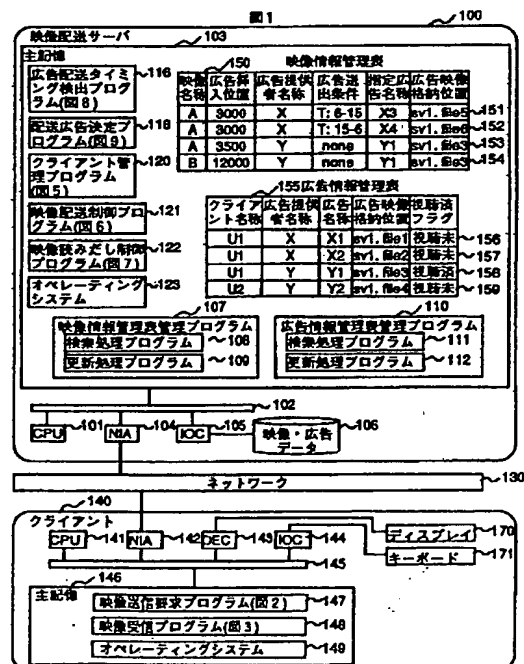 図1
100
映像配送サーバ
103
主記憶
広告配送タイミング検出プログラム(図8)
116
配送広告決定プログラム(図9)
118
クライアント管理プログラム(図5)
120
映像配送制御プログラム(図6)
121
映像読みだし制御プログラム(図7)
122
オペレーティングシステム
123
150
映像情報管理表
映像名称 広告挿入位置 広告提供者名称 広告送出条件 指定広告名称 広告映像格納位置
A 3000 X T: 6-15 X3 sv1.file5 151
A 3000 X T: 15-6 X4 sv1.file6 152
A 3500 Y none Y1 sv1.file3 153
B 12000 Y none Y1 sv1.file3 154
155広告情報管理表
クライアント名称 広告提供者名称 広告名称 広告映像格納位置 視聴済フラグ
U1 X X1 sv1.file1 視聴未 156
U1 X X2 sv1.file2 視聴未 157
U1 Y Y1 sv1.file3 視聴済 158
U2 Y Y2 sv1.file4 視聴未 159
107
映像情報管理表管理プログラム
検索処理プログラム 108
更新処理プログラム 109
110
広告情報管理表管理プログラム
検索処理プログラム 111
更新処理プログラム 112
102
CPU 101
NIA 104
IOC 105
映像・広告データ
106
ネットワーク
130
140
クライアント
CPU 141
NIA 142
DEC 143
IOC 144
ディスプレイ 170
キーボード 171
145
146
主記憶
映像送信要求プログラム(図2) 147
映像受信プログラム(図3) 148
オペレーティングシステム 149